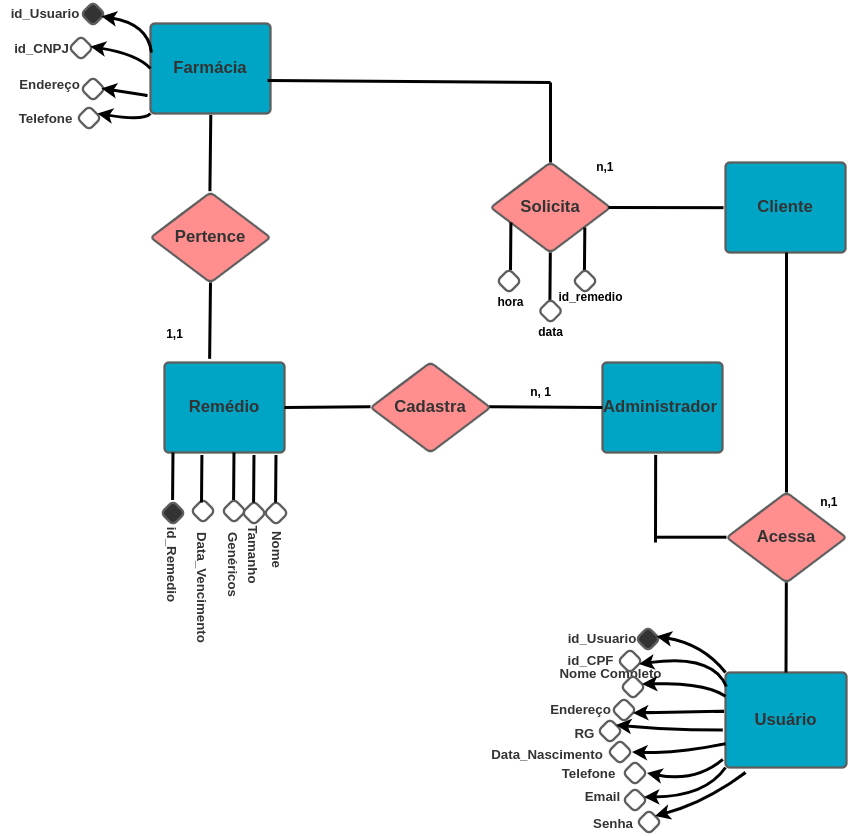 id_Usuario
id_CNPJ
Endereço
Telefone
Farmácia
n,1
Solicita
Cliente
Pertence
hora
id_remedio
data
1,1
Remédio
Cadastra
n, 1
Administrador
n,1
Acessa
id_Remedio
Data_Vencimento
Genéricos
Tamanho
Nome
id_Usuario
id_CPF
Nome Completo
Endereço
RG
Data_Nascimento
Telefone
Email
Senha
Usuário